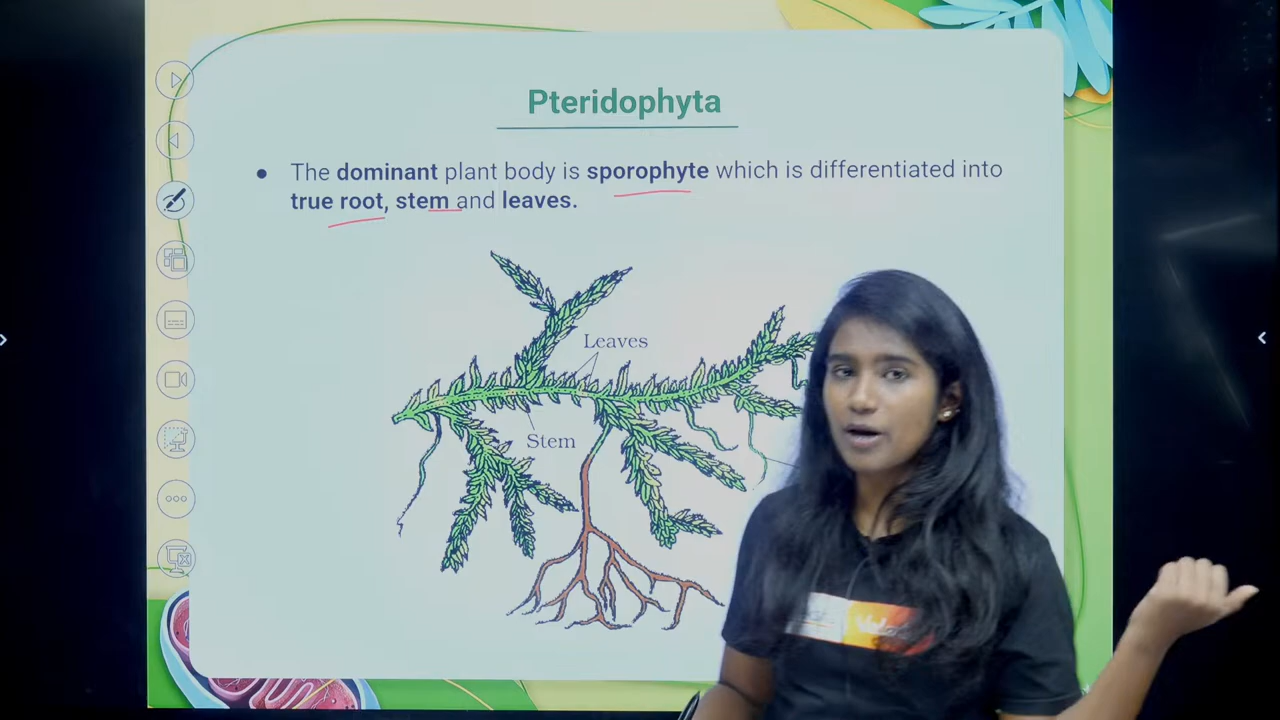 Pteridophyta
● The dominant plant body is sporophyte which is differentiated into
true root, stem and leaves.
Leaves
Stem